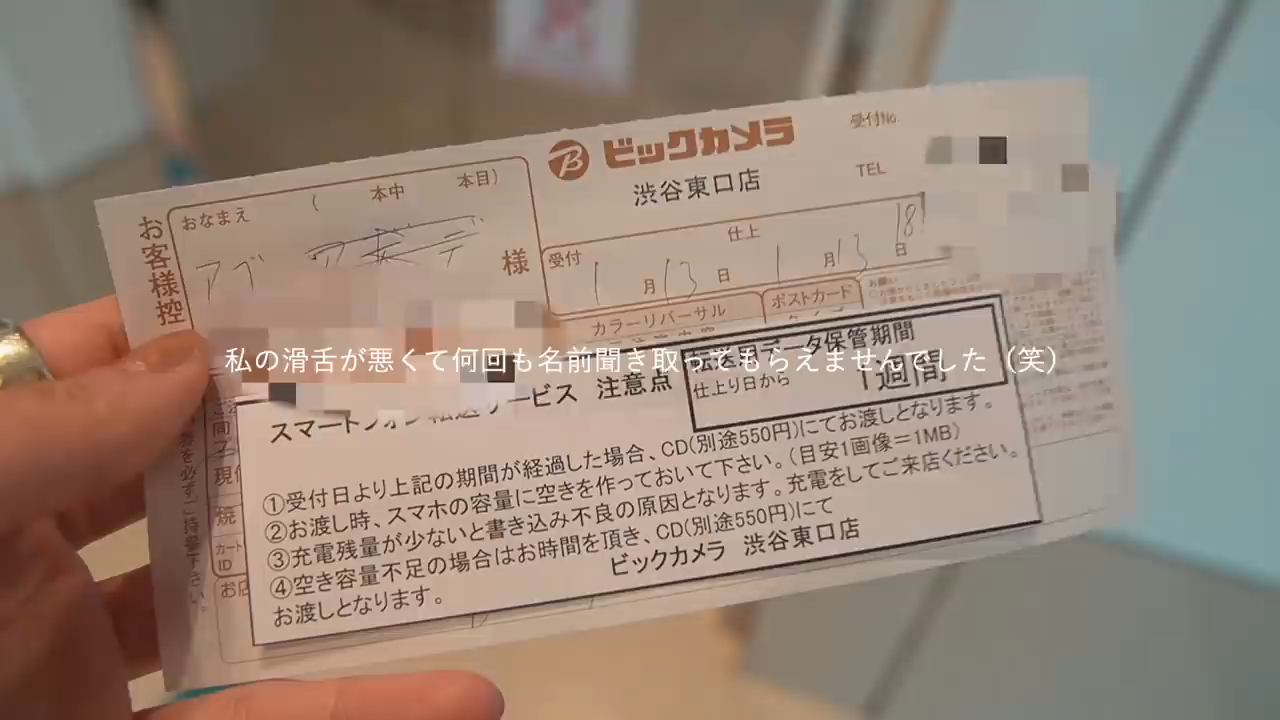 お客様控
おなまえ
( 本中 本目)
アブ
様
ビックカメラ
渋谷東口店
受付No.
TEL
受付
仕上
1月13日
1月13日
18:
カラーリバーサル
ポストカード
私の滑舌が悪くて何回も名前聞き取ってもらえませんでした（笑）
スマートフォン転送サービス 注意点
転送用データ保管期間
仕上り日から 1週間
①受付日より上記の期間が経過した場合、CD(別途550円)にてお渡しとなります。
②お渡し時、スマホの容量に空きを作っておいて下さい。(目安1画像＝1MB)
③充電残量が少ないと書き込み不良の原因となります。充電をしてご来店ください。
④空き容量不足の場合はお時間を頂き、CD(別途550円)にて
お渡しとなります。
ビックカメラ 渋谷東口店
カード
ID